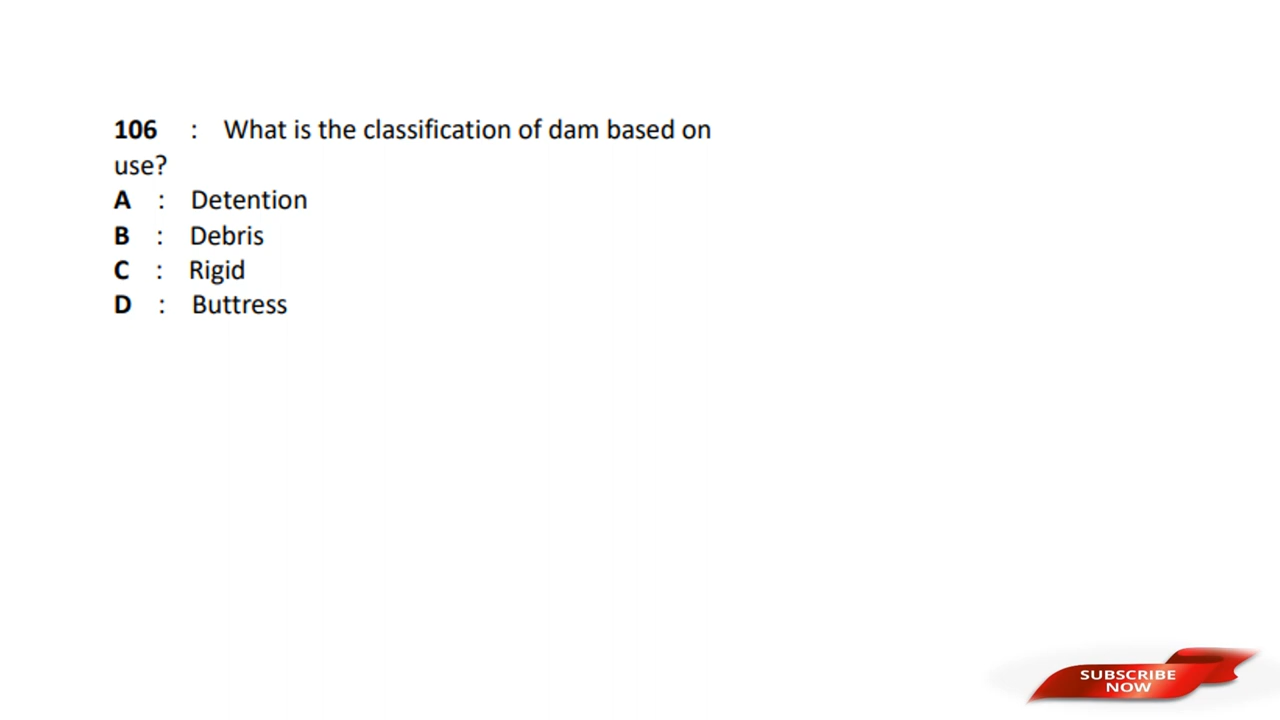 106 : What is the classification of dam based on
use?
A : Detention
B : Debris
C : Rigid
D : Buttress
SUBSCRIBE
NOW